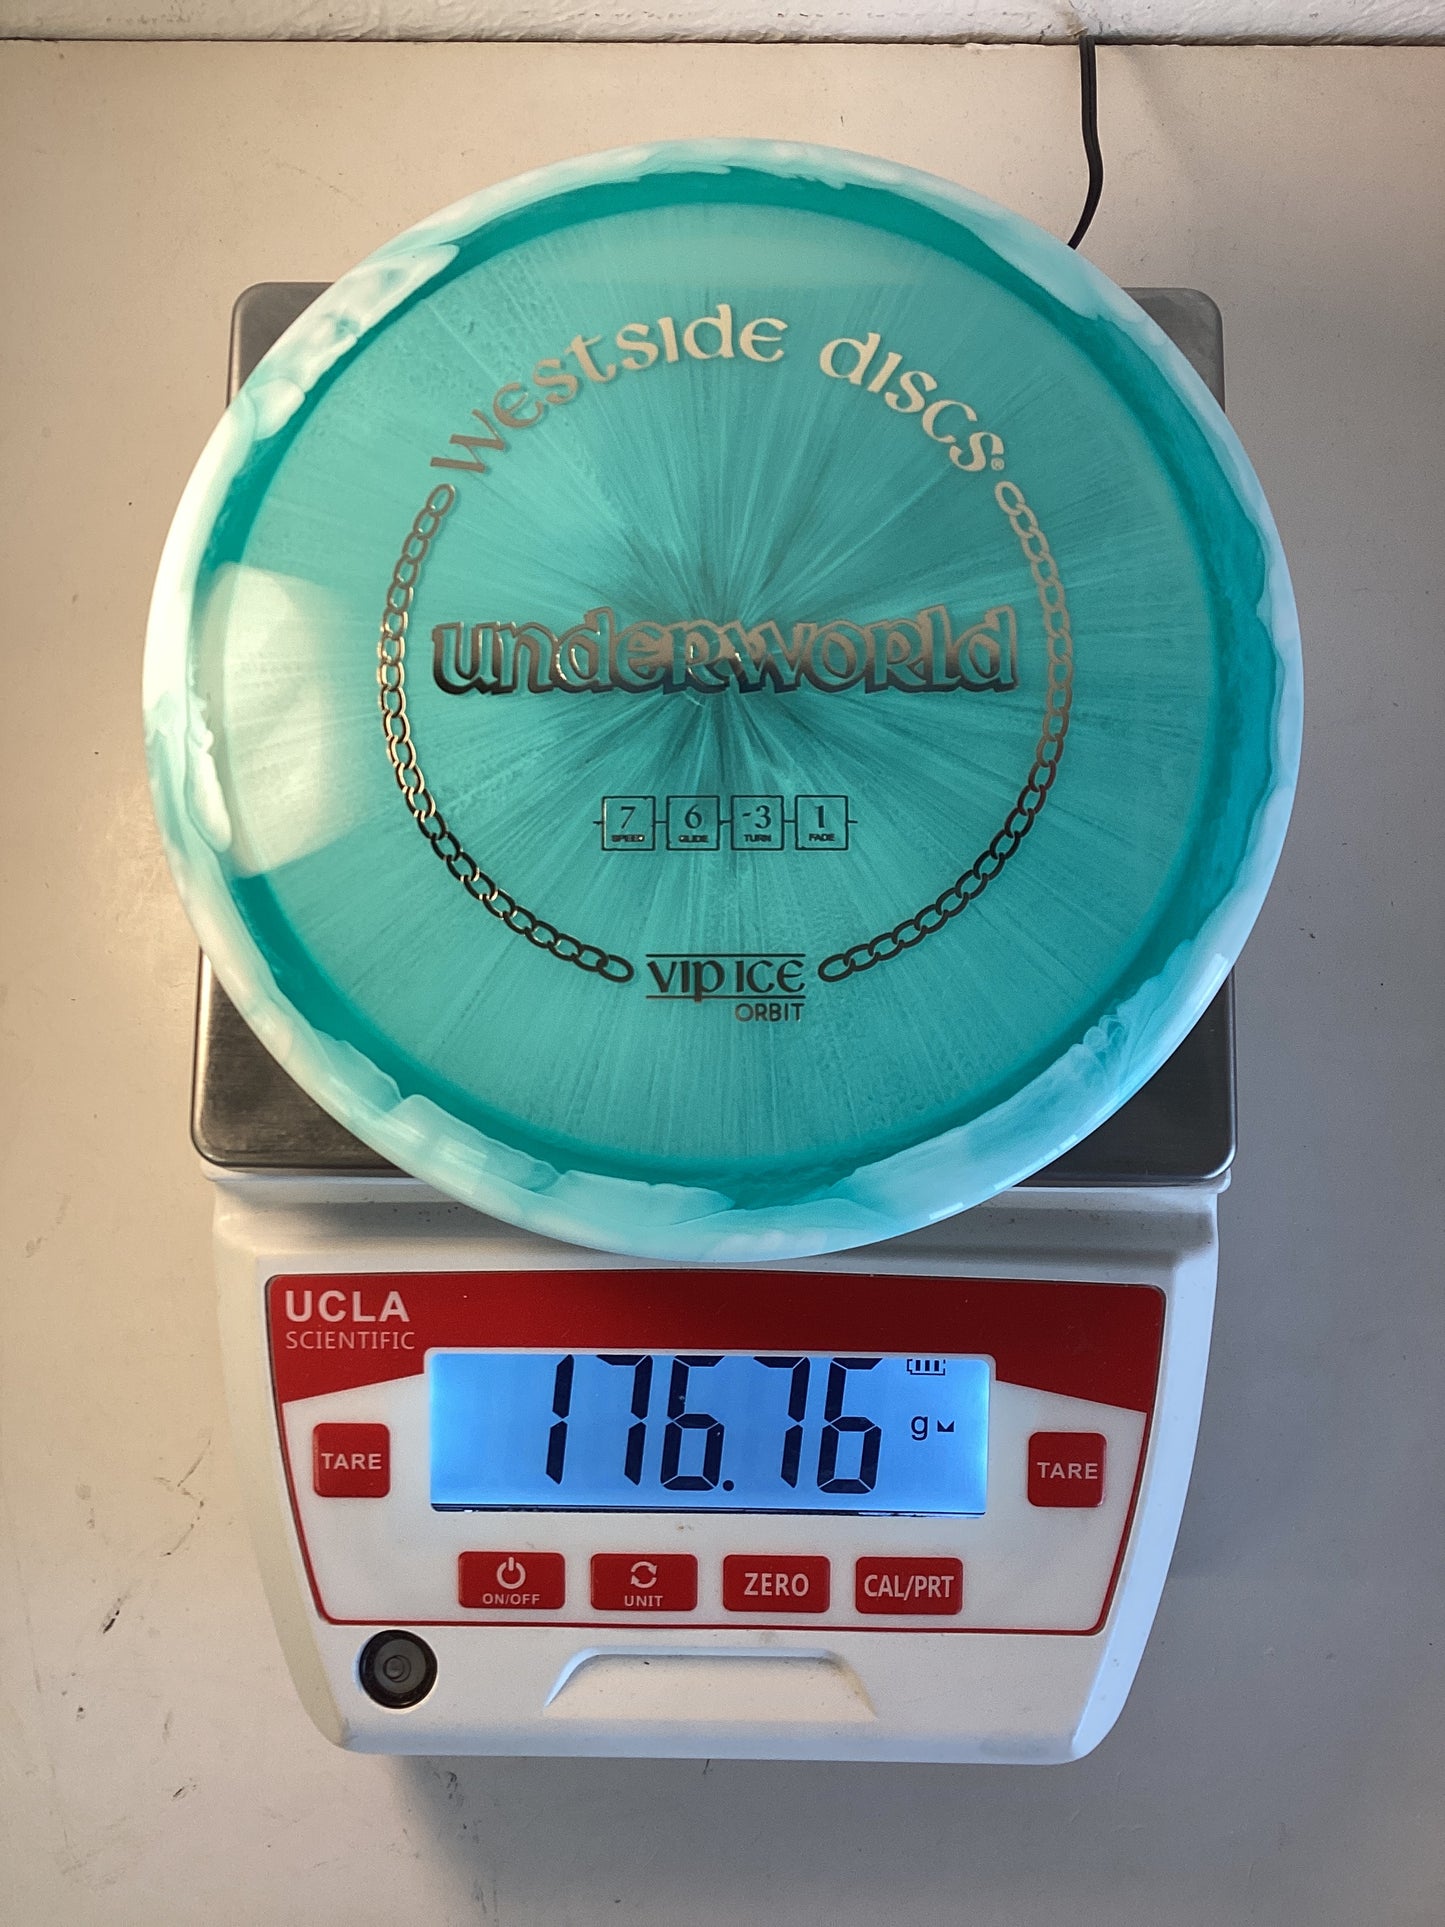 Westside discs®
underworld
7 6 -3 1
SPEED GLIDE TURN FADE
VIP ICE
ORBIT
UCLA
SCIENTIFIC
176.76
g
TARE
TARE
ON/OFF
UNIT
ZERO
CAL/PRT